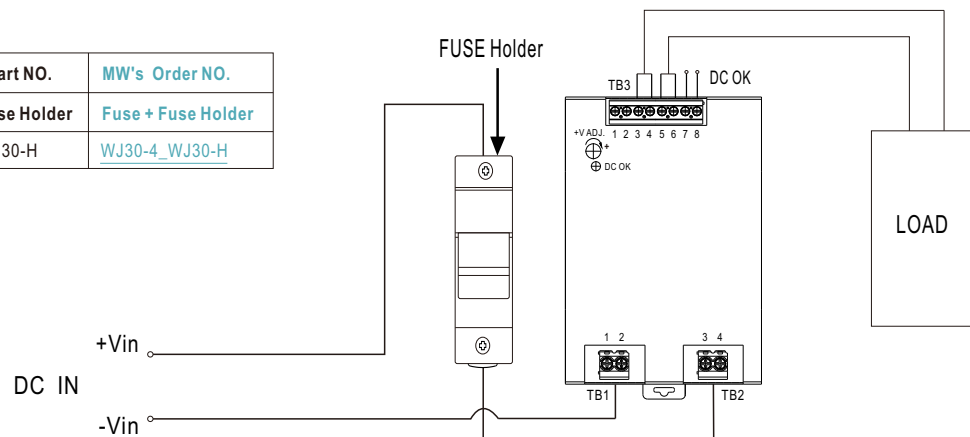 FUSE Holder
art NO. MW's Order NO.
se Holder Fuse + Fuse Holder
30-H WJ30-4_WJ30-H
TB3 DC OK
1 2 3 4 5 6 7 8
+V ADJ.
+
DC OK
LOAD
+Vin
DC IN
-Vin
1 2 3 4
TB1 TB2